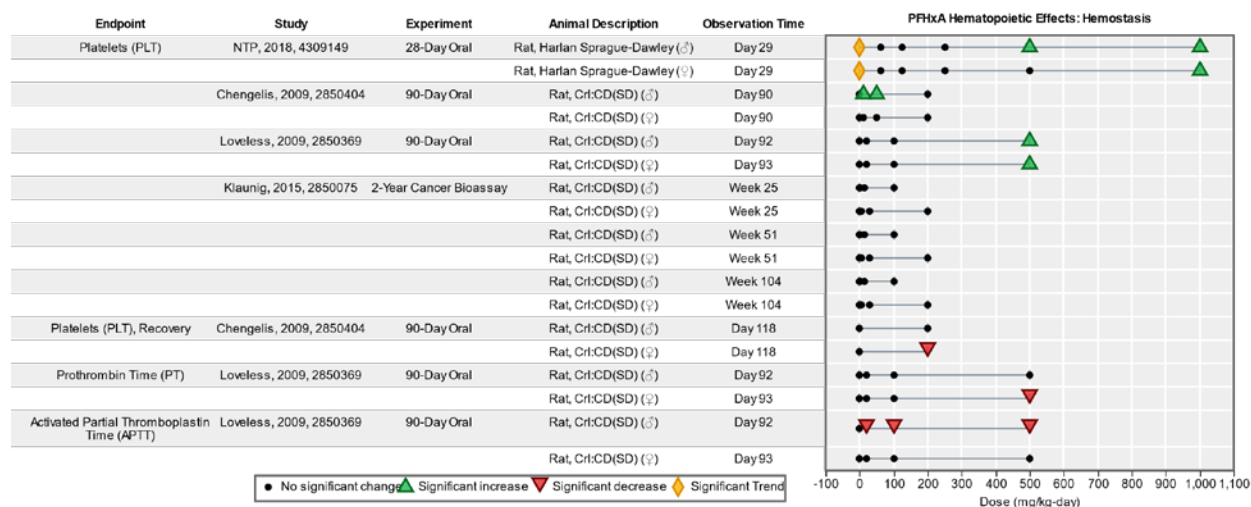 Endpoint Study Experiment Animal Description Observation Time PFHxA Hematopoietic Effects: Hemostasis
Platelets (PLT) NTP, 2018, 4309149 28-Day Oral Rat, Harlan Sprague-Dawley (♂) Day 29
Rat, Harlan Sprague-Dawley (♀) Day 29
Chengelis, 2009, 2850404 90-Day Oral Rat, Crl:CD(SD) (♂) Day 90
Rat, Crl:CD(SD) (♀) Day 90
Loveless, 2009, 2850369 90-Day Oral Rat, Crl:CD(SD) (♂) Day 92
Rat, Crl:CD(SD) (♀) Day 93
Klaunig, 2015, 2850075 2-Year Cancer Bioassay Rat, Crl:CD(SD) (♂) Week 25
Rat, Crl:CD(SD) (♀) Week 25
Rat, Crl:CD(SD) (♂) Week 51
Rat, Crl:CD(SD) (♀) Week 51
Rat, Crl:CD(SD) (♂) Week 104
Rat, Crl:CD(SD) (♀) Week 104
Platelets (PLT), Recovery Chengelis, 2009, 2850404 90-Day Oral Rat, Crl:CD(SD) (♂) Day 118
Rat, Crl:CD(SD) (♀) Day 118
Prothrombin Time (PT) Loveless, 2009, 2850369 90-Day Oral Rat, Crl:CD(SD) (♂) Day 92
Rat, Crl:CD(SD) (♀) Day 93
Activated Partial Thromboplastin Loveless, 2009, 2850369 90-Day Oral Rat, Crl:CD(SD) (♂) Day 92
Time (APTT)
Rat, Crl:CD(SD) (♀) Day 93
No significant change Significant increase Significant decrease Significant Trend
-100 0 100 200 300 400 500 600 700 800 900 1,000 1,100
Dose (mg/kg-day)